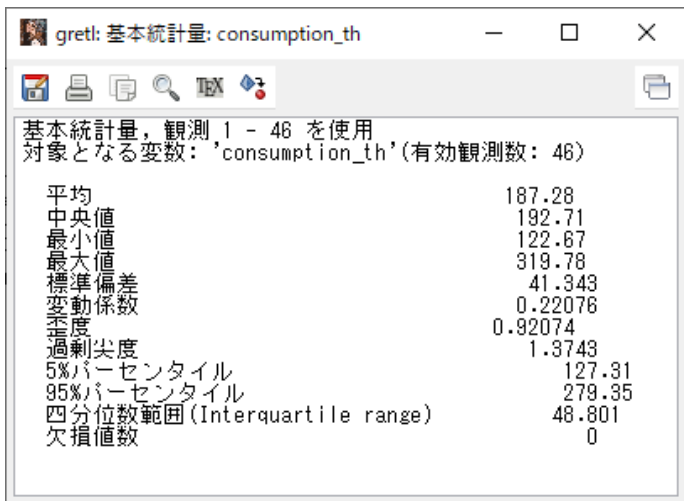 gretl: 基本統計量: consumption_th
TEX
基本統計量, 観測 1 - 46 を使用
対象となる変数: 'consumption_th'(有効観測数: 46)
平均 187.28
中央値 192.71
最小値 122.67
最大値 319.78
標準偏差 41.343
変動係数 0.22076
歪度 0.92074
過剰尖度 1.3743
5%パーセンタイル 127.31
95%パーセンタイル 279.35
四分位数範囲(Interquartile range) 48.801
欠損値数 0